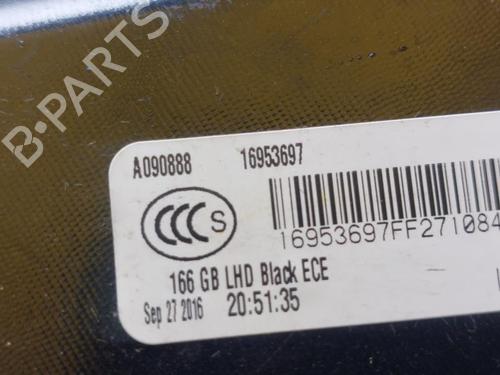 B-PARTS
A090888 16953697
CCC S
16953697FF271084
166 GB LHD Black ECE
Sep 27 2016 20:51:35